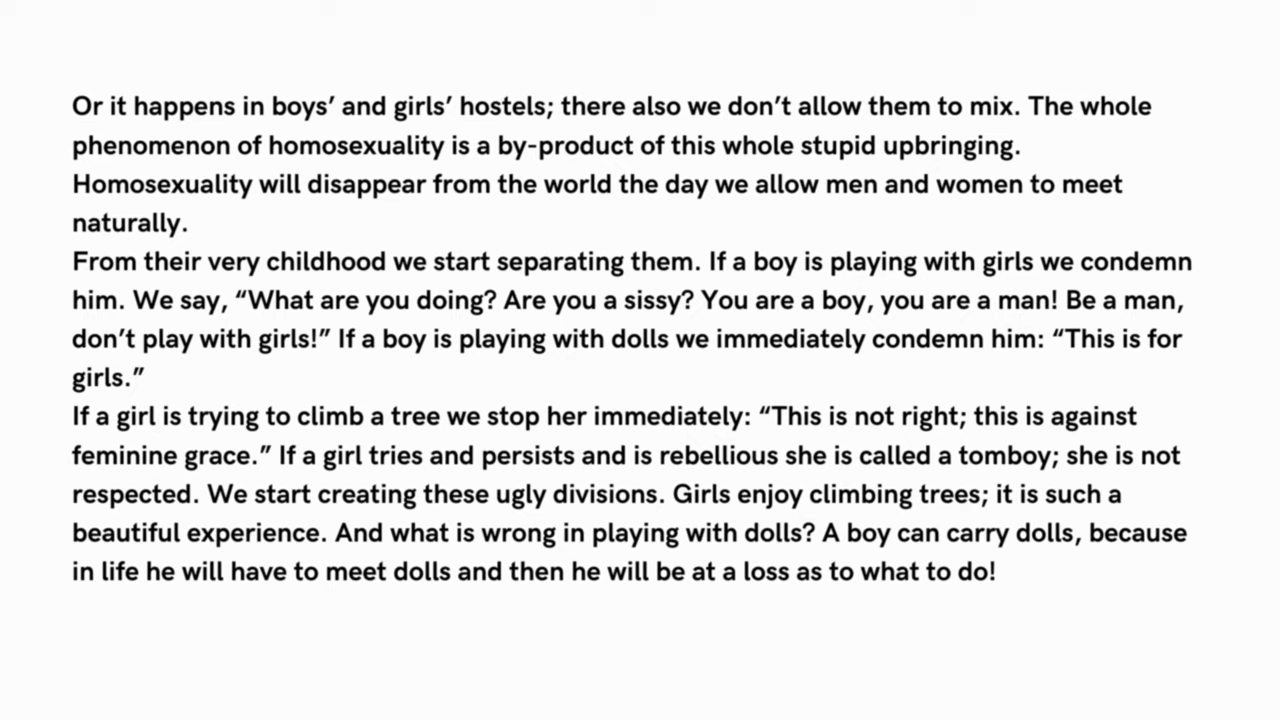 Or it happens in boys’ and girls’ hostels; there also we don’t allow them to mix. The whole
phenomenon of homosexuality is a by-product of this whole stupid upbringing.
Homosexuality will disappear from the world the day we allow men and women to meet
naturally.
From their very childhood we start separating them. If a boy is playing with girls we condemn
him. We say, “What are you doing? Are you a sissy? You are a boy, you are a man! Be a man,
don’t play with girls!” If a boy is playing with dolls we immediately condemn him: “This is for
girls.”
If a girl is trying to climb a tree we stop her immediately: “This is not right; this is against
feminine grace.” If a girl tries and persists and is rebellious she is called a tomboy; she is not
respected. We start creating these ugly divisions. Girls enjoy climbing trees; it is such a
beautiful experience. And what is wrong in playing with dolls? A boy can carry dolls, because
in life he will have to meet dolls and then he will be at a loss as to what to do!